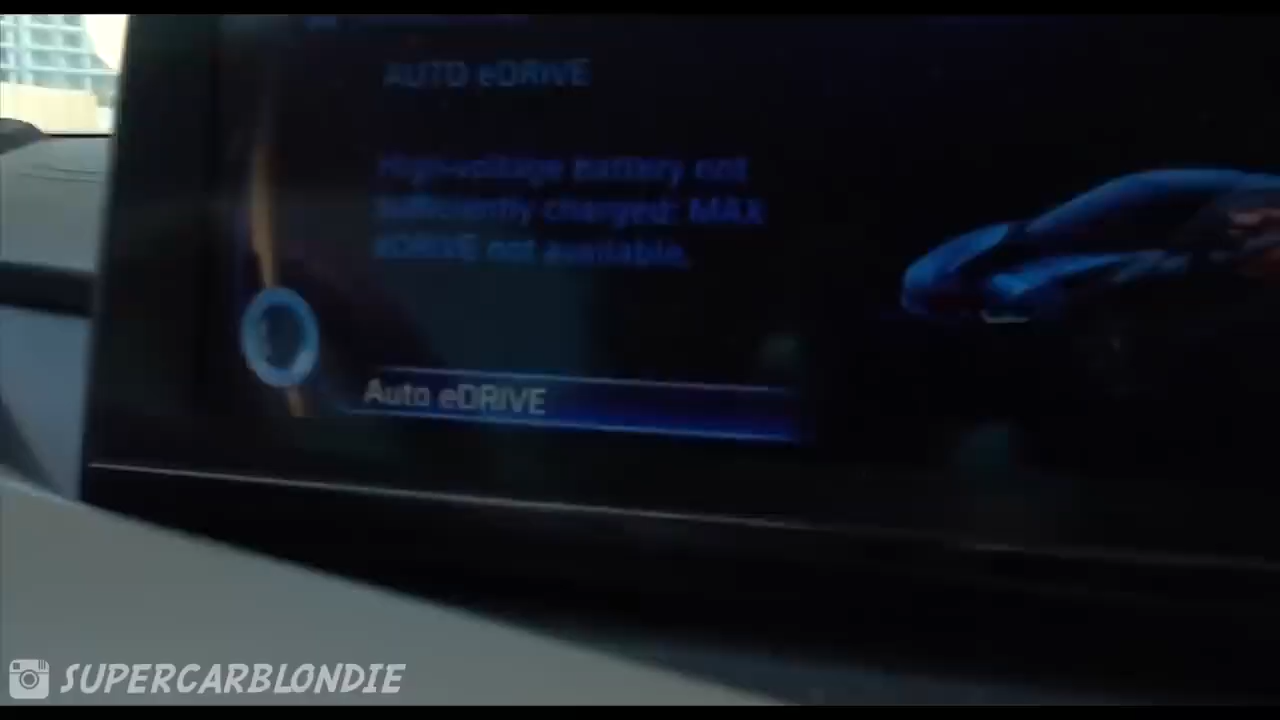 AUTO eDRIVE
High-voltage battery not
sufficiently charged: MAX
eDRIVE not available.
Auto eDRIVE
SUPERCARBLONDIE